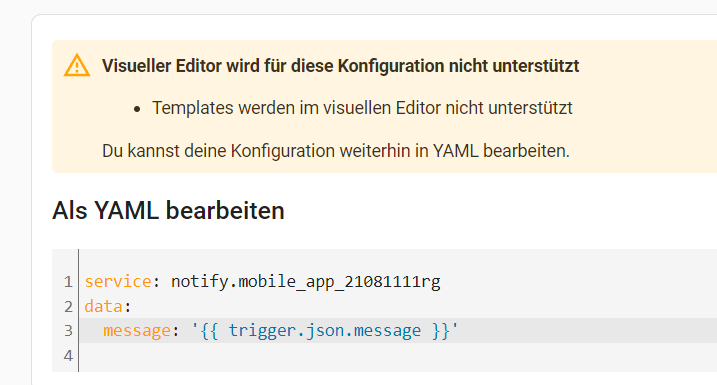 Visueller Editor wird für diese Konfiguration nicht unterstützt
• Templates werden im visuellen Editor nicht unterstützt
Du kannst deine Konfiguration weiterhin in YAML bearbeiten.
Als YAML bearbeiten
1 service: notify.mobile_app_21081111rg
2 data:
3   message: '{{ trigger.json.message }}'
4